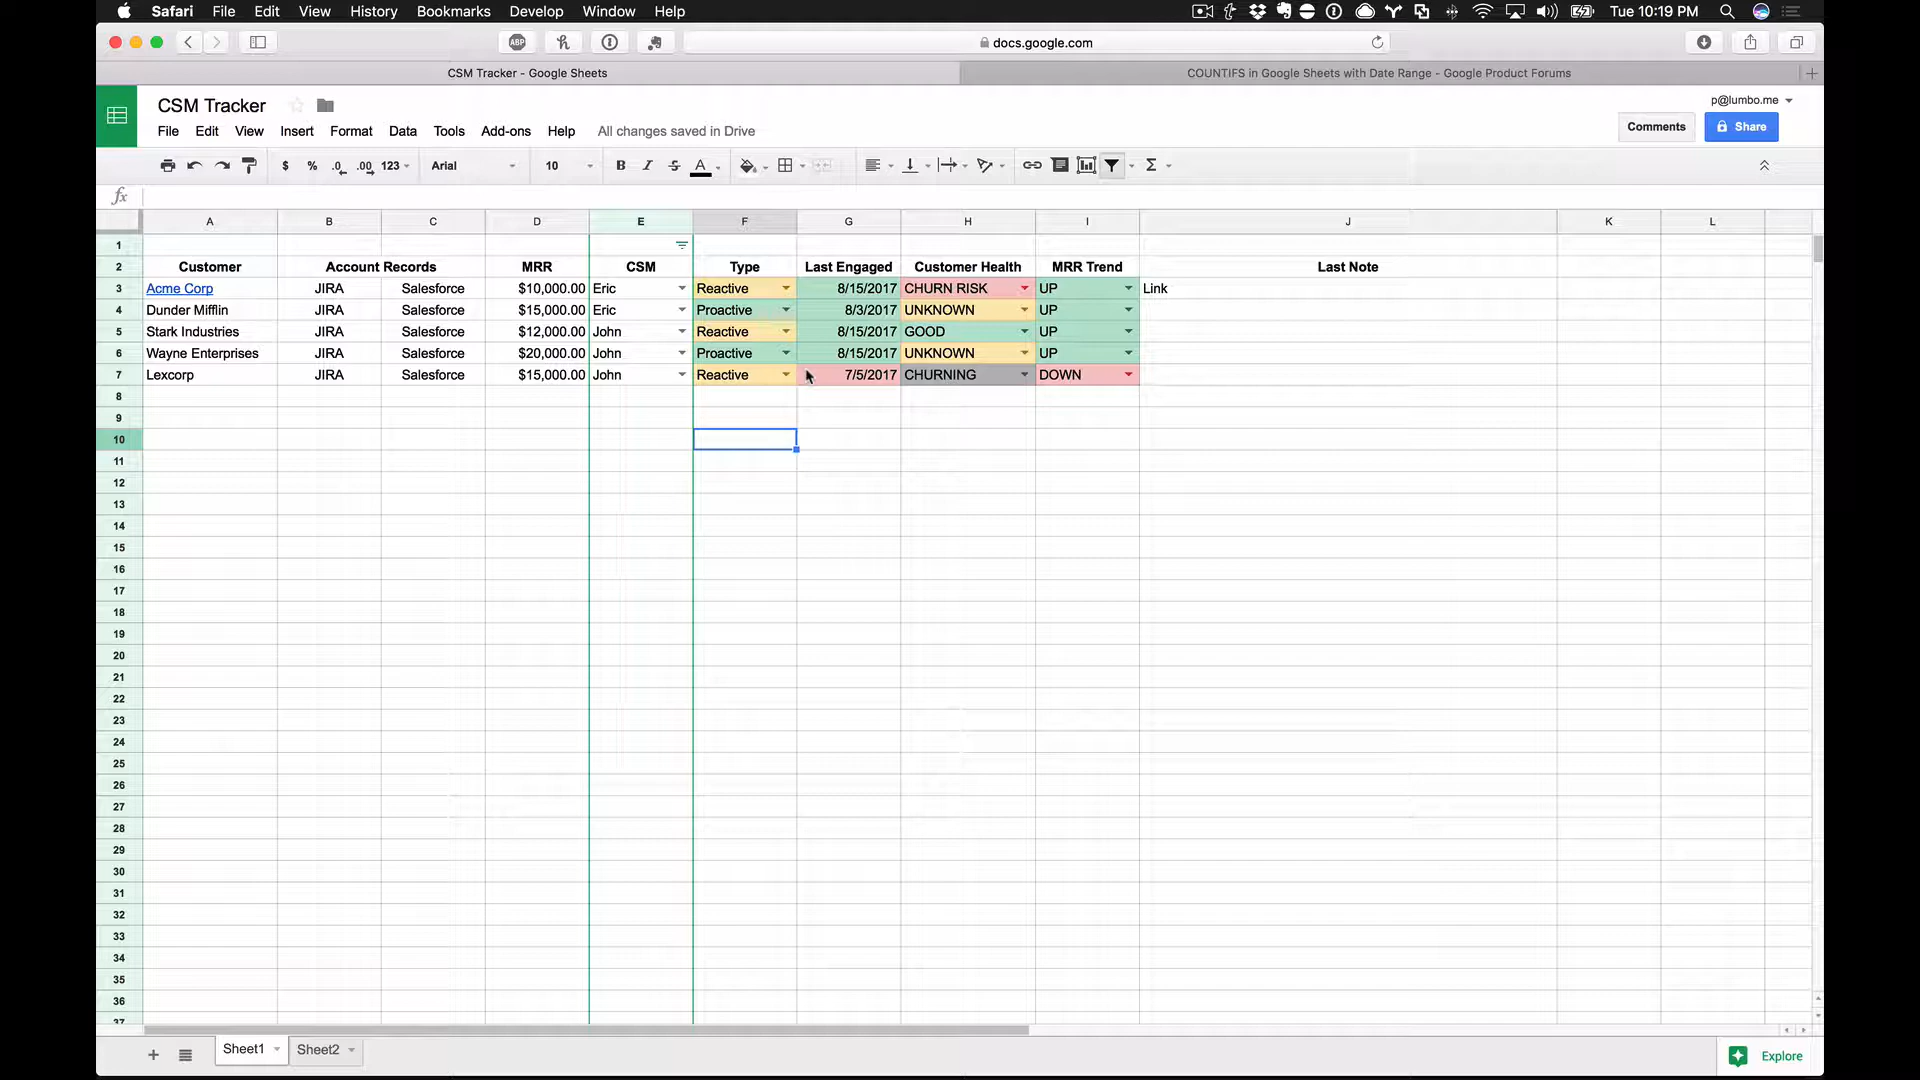 Safari File Edit View History Bookmarks Develop Window Help Tue 10:19 PM
ABP docs.google.com
CSM Tracker - Google Sheets COUNTIFS in Google Sheets with Date Range - Google Product Forums
CSM Tracker p@lumbo.me
File Edit View Insert Format Data Tools Add-ons Help All changes saved in Drive Comments Share
$ % .0 .00 123 Arial 10 B I S A Σ
fx
A B C D E F G H I J K L
1
2 Customer Account Records MRR CSM Type Last Engaged Customer Health MRR Trend Last Note
3 Acme Corp JIRA Salesforce $10,000.00 Eric Reactive 8/15/2017 CHURN RISK UP Link
4 Dunder Mifflin JIRA Salesforce $15,000.00 Eric Proactive 8/3/2017 UNKNOWN UP
5 Stark Industries JIRA Salesforce $12,000.00 John Reactive 8/15/2017 GOOD UP
6 Wayne Enterprises JIRA Salesforce $20,000.00 John Proactive 8/15/2017 UNKNOWN UP
7 Lexcorp JIRA Salesforce $15,000.00 John Reactive 7/5/2017 CHURNING DOWN
8
9
10
11
12
13
14
15
16
17
18
19
20
21
22
23
24
25
26
27
28
29
30
31
32
33
34
35
36
37
Sheet1 Sheet2 Explore